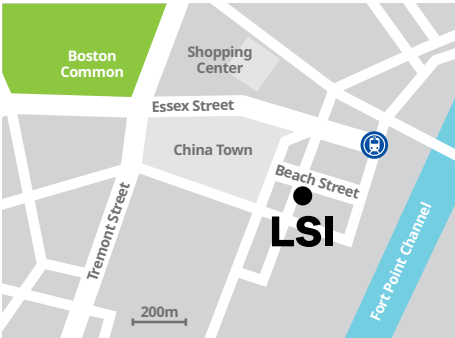 Boston
Common
Shopping
Center
Essex Street
China Town
Beach Street
LSI
Tremont Street
Fort Point Channel
200m